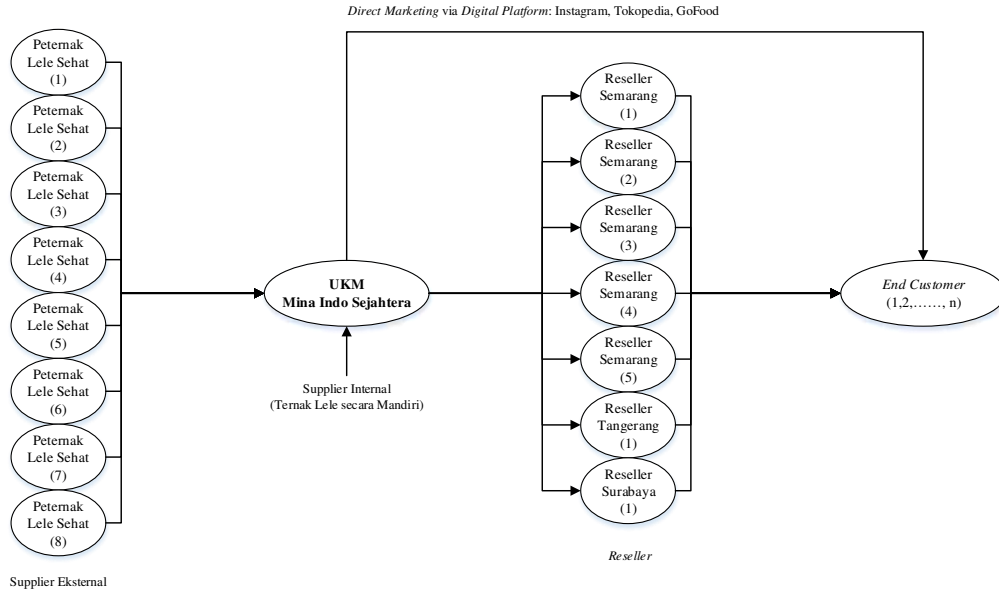 Direct Marketing via Digital Platform: Instagram, Tokopedia, GoFood
Peternak
Lele Sehat
(1)
Peternak
Lele Sehat
(2)
Peternak
Lele Sehat
(3)
Peternak
Lele Sehat
(4)
Peternak
Lele Sehat
(5)
Peternak
Lele Sehat
(6)
Peternak
Lele Sehat
(7)
Peternak
Lele Sehat
(8)
Supplier Eksternal
UKM
Mina Indo Sejahtera
Supplier Internal
(Ternak Lele secara Mandiri)
Reseller
Semarang
(1)
Reseller
Semarang
(2)
Reseller
Semarang
(3)
Reseller
Semarang
(4)
Reseller
Semarang
(5)
Reseller
Tangerang
(1)
Reseller
Surabaya
(1)
Reseller
End Customer
(1,2,……, n)